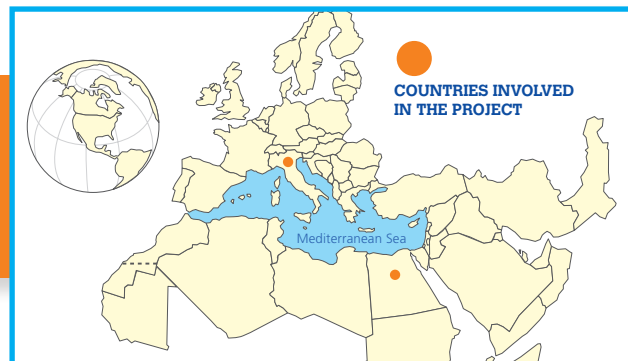 COUNTRIES INVOLVED
IN THE PROJECT
Mediterranean Sea